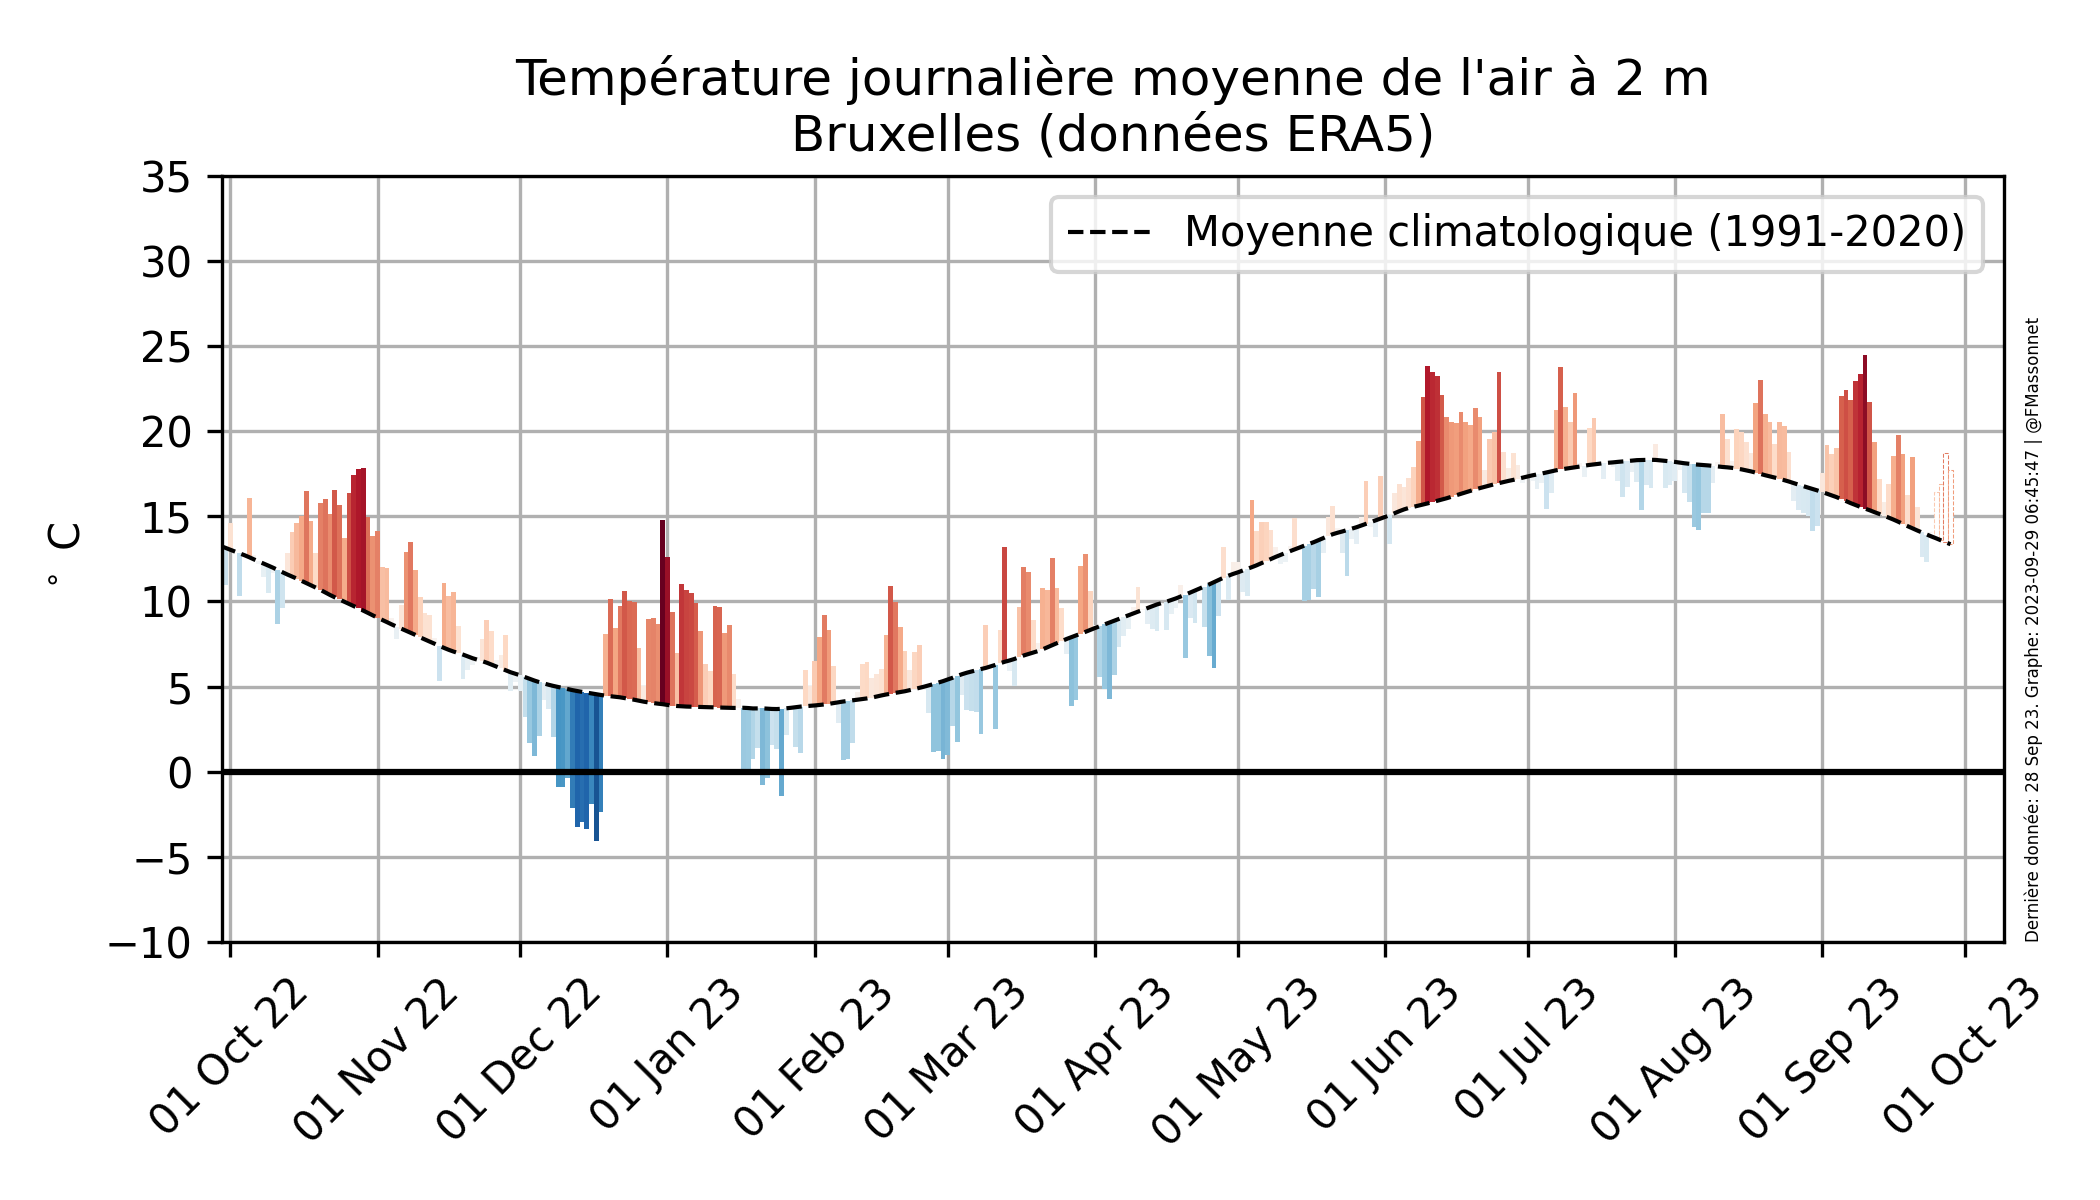 Température journalière moyenne de l'air à 2 m
Bruxelles (données ERA5)
35
30
25
20
15
10
5
0
−5
−10
° C
Moyenne climatologique (1991-2020)
01 Oct 22
01 Nov 22
01 Dec 22
01 Jan 23
01 Feb 23
01 Mar 23
01 Apr 23
01 May 23
01 Jun 23
01 Jul 23
01 Aug 23
01 Sep 23
01 Oct 23
Dernière donnée: 28 Sep 23. Graphe: 2023-09-29 06:45:47 | @FMassonnet